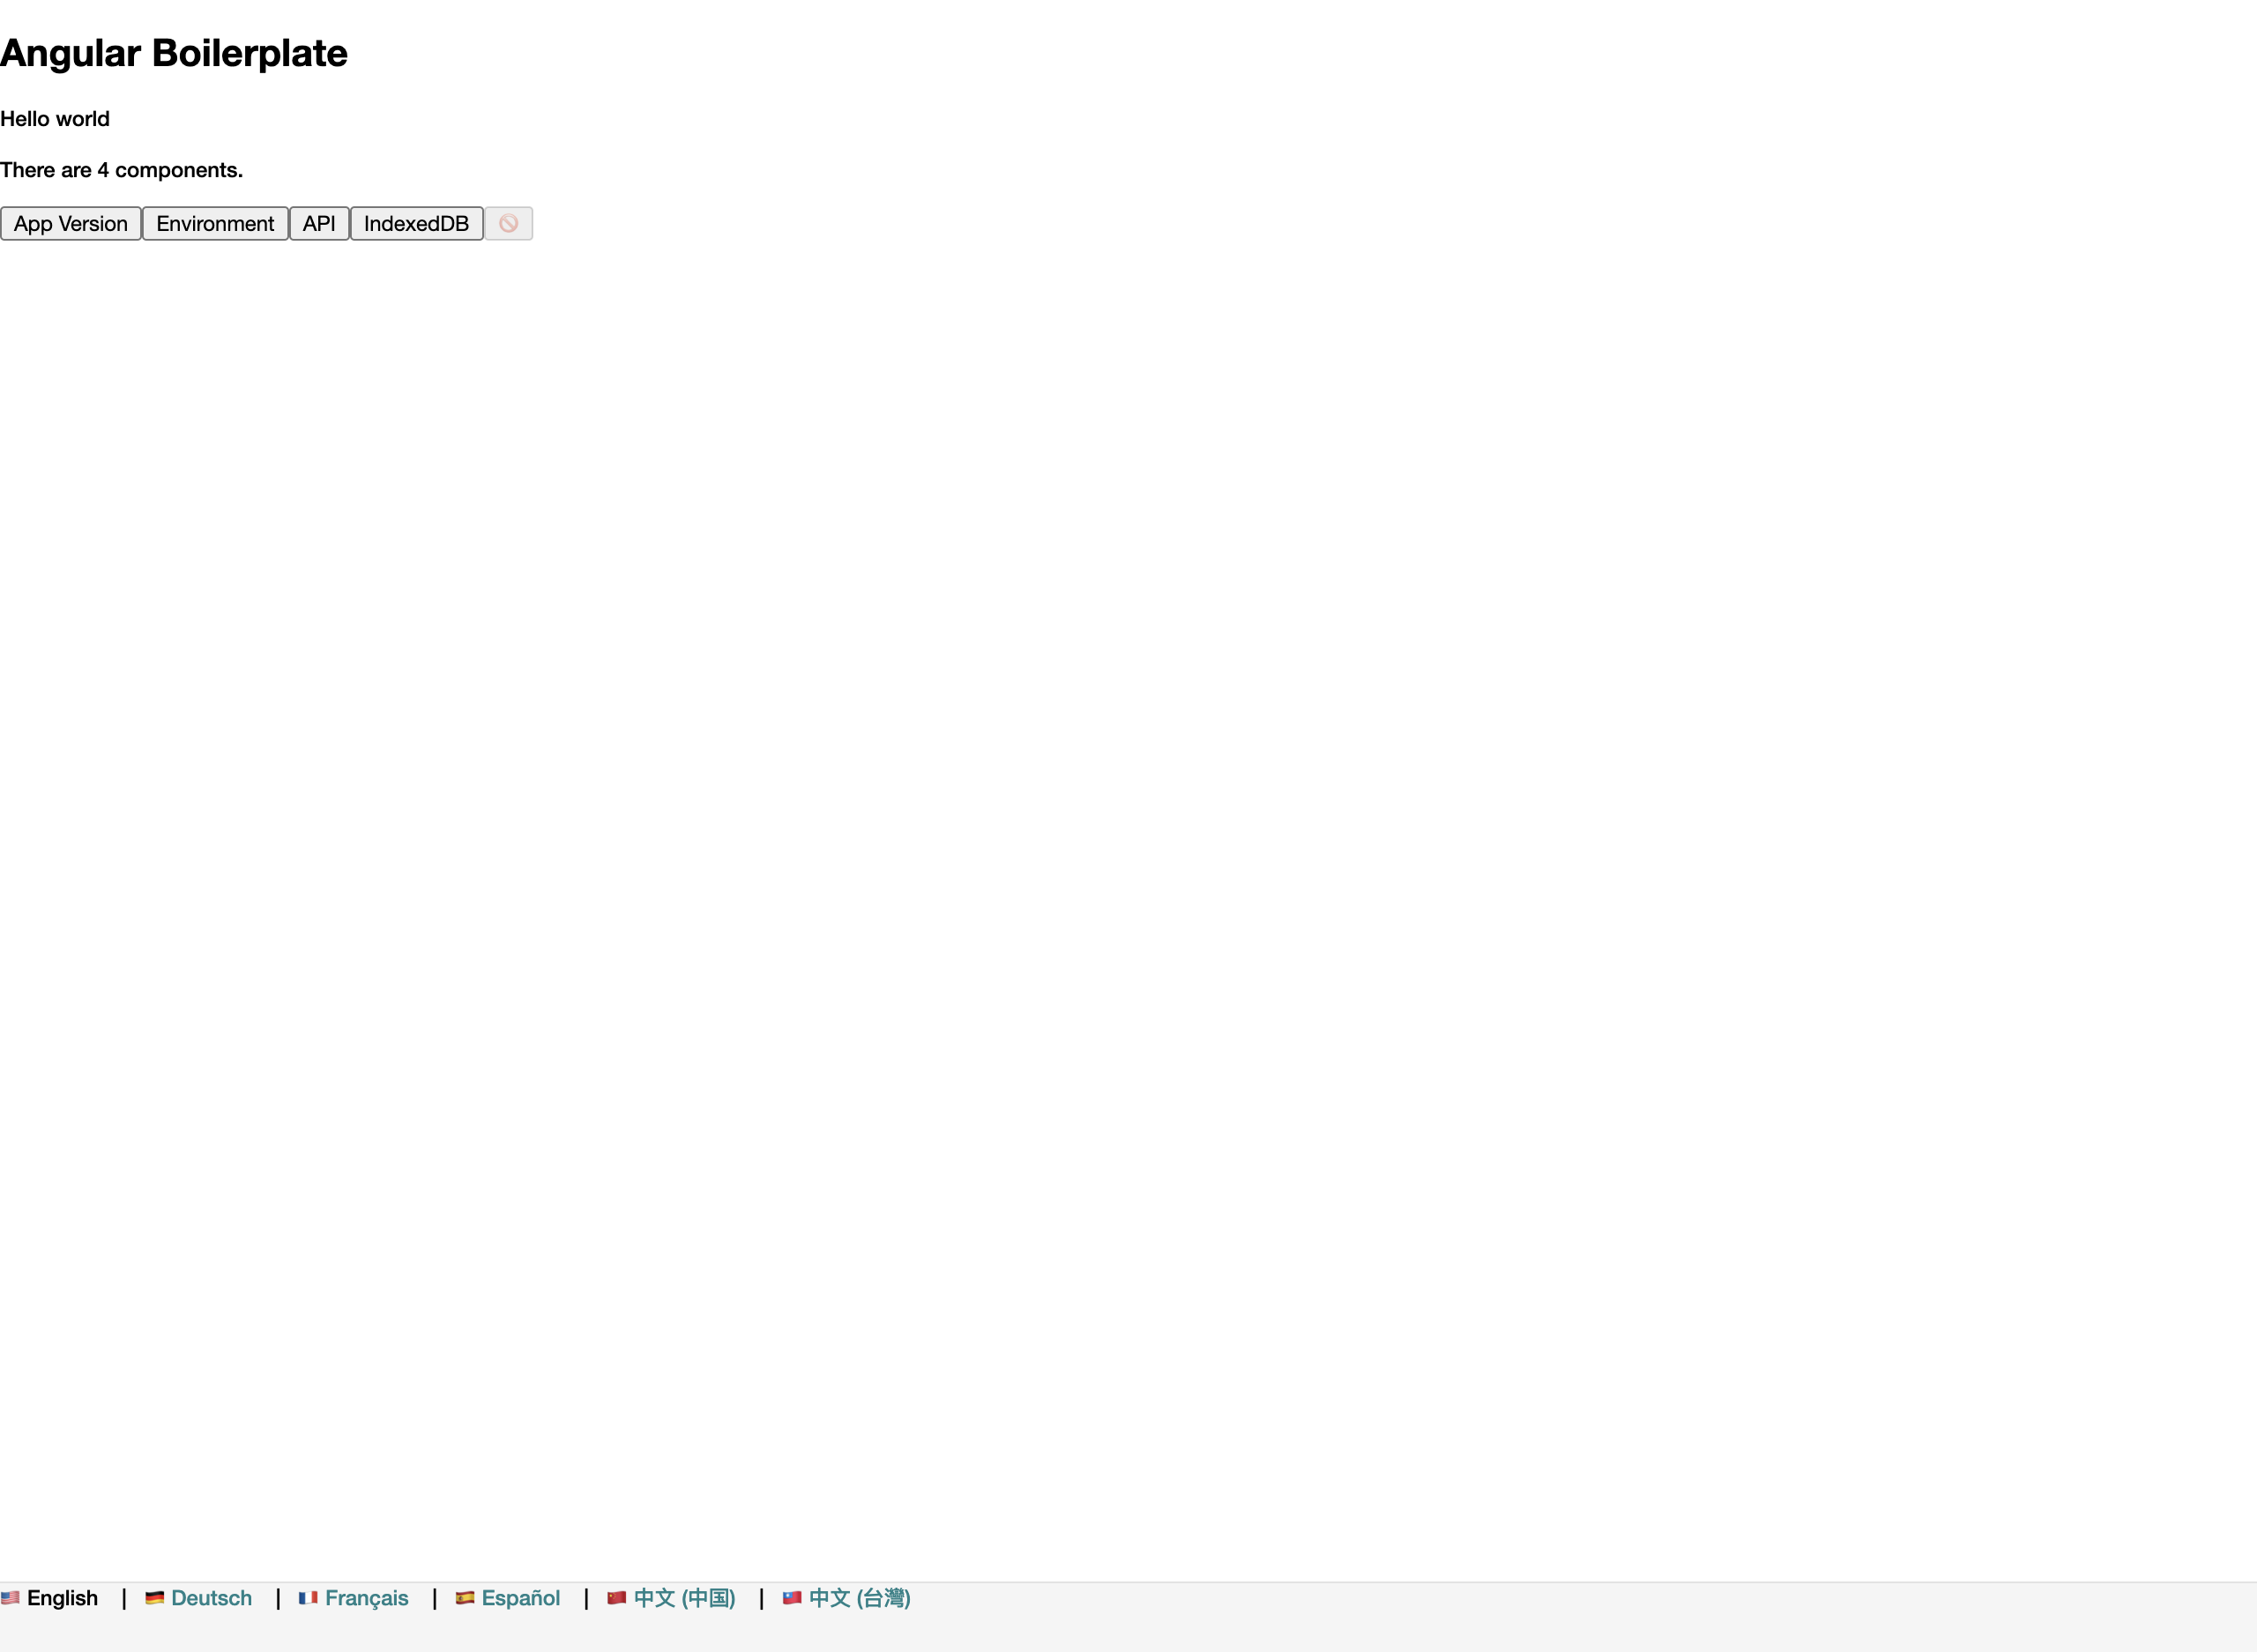 Angular Boilerplate
Hello world
There are 4 components.
App Version Environment API IndexedDB 🚫
🇺🇸 English | 🇩🇪 Deutsch | 🇫🇷 Français | 🇪🇸 Español | 🇨🇳 中文 (中国) | 🇹🇼 中文 (台灣)